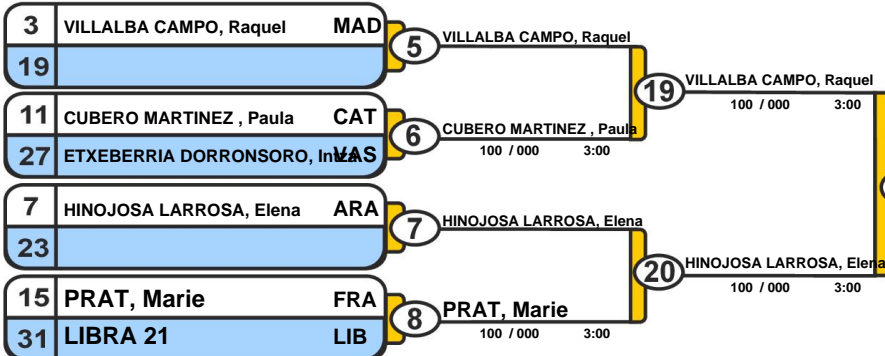 3 VILLALBA CAMPO, Raquel MAD
19
5 VILLALBA CAMPO, Raquel
11 CUBERO MARTINEZ , Paula CAT
27 ETXEBERRIA DORRONSORO, Intza VAS
6 CUBERO MARTINEZ , Paula
100 / 000 3:00
19 VILLALBA CAMPO, Raquel
100 / 000 3:00
7 HINOJOSA LARROSA, Elena ARA
23
7 HINOJOSA LARROSA, Elena
15 PRAT, Marie FRA
31 LIBRA 21 LIB
8 PRAT, Marie
100 / 000 3:00
20 HINOJOSA LARROSA, Elena
100 / 000 3:00